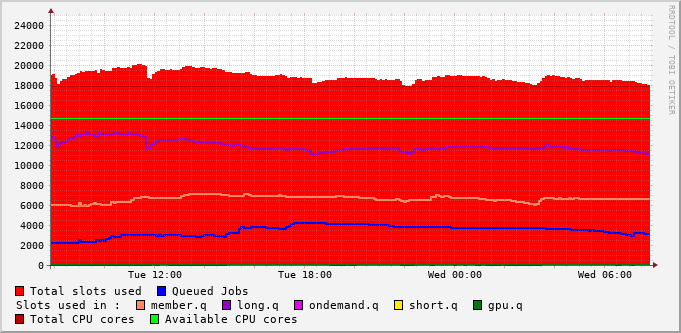 24000
22000
20000
18000
16000
14000
12000
10000
8000
6000
4000
2000
0
Tue 12:00 Tue 18:00 Wed 00:00 Wed 06:00
Total slots used Queued Jobs
Slots used in : member.q long.q ondemand.q short.q gpu.q
Total CPU cores Available CPU cores
RRDTOOL / TOBI OETIKER